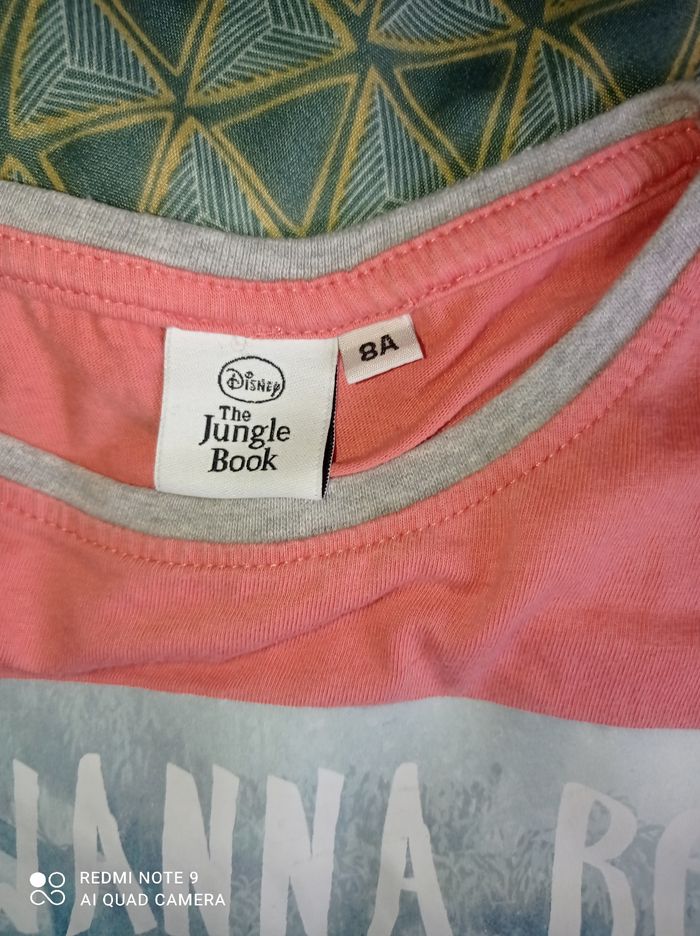 Disney
The
Jungle
Book
8A
REDMI NOTE 9
AI QUAD CAMERA